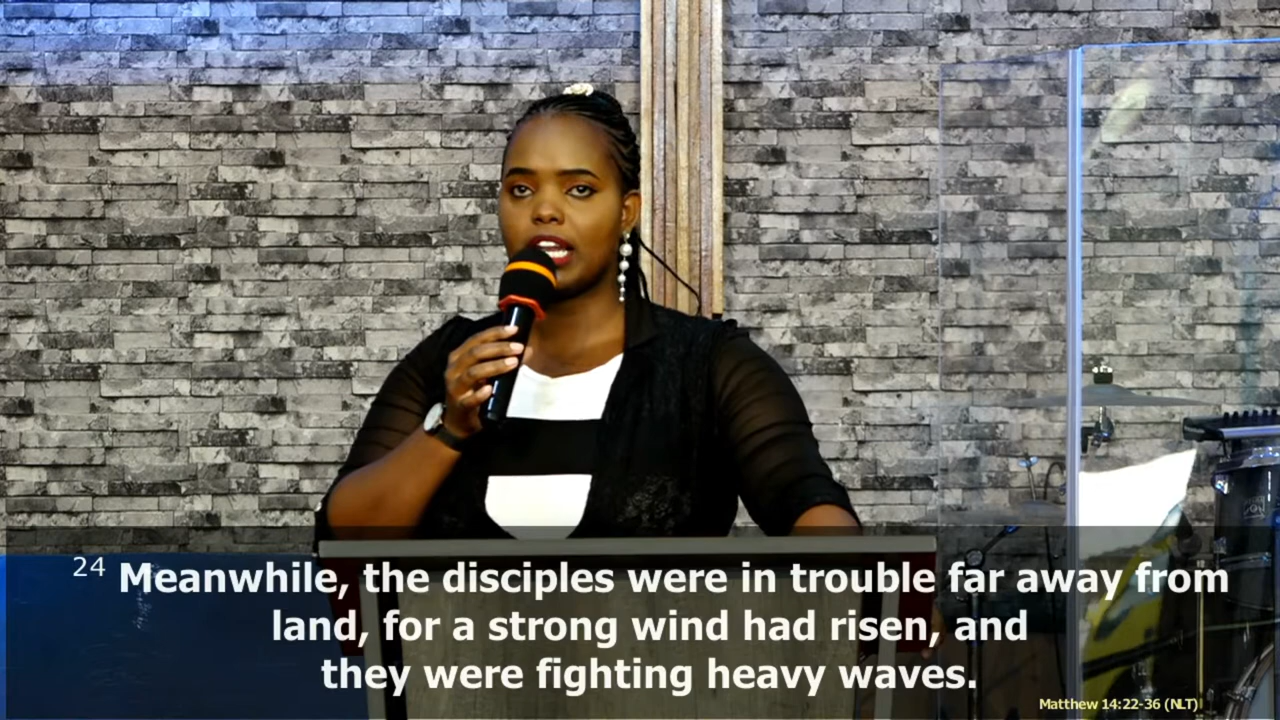 24 Meanwhile, the disciples were in trouble far away from
land, for a strong wind had risen, and
they were fighting heavy waves.
Matthew 14:22-36 (NLT)